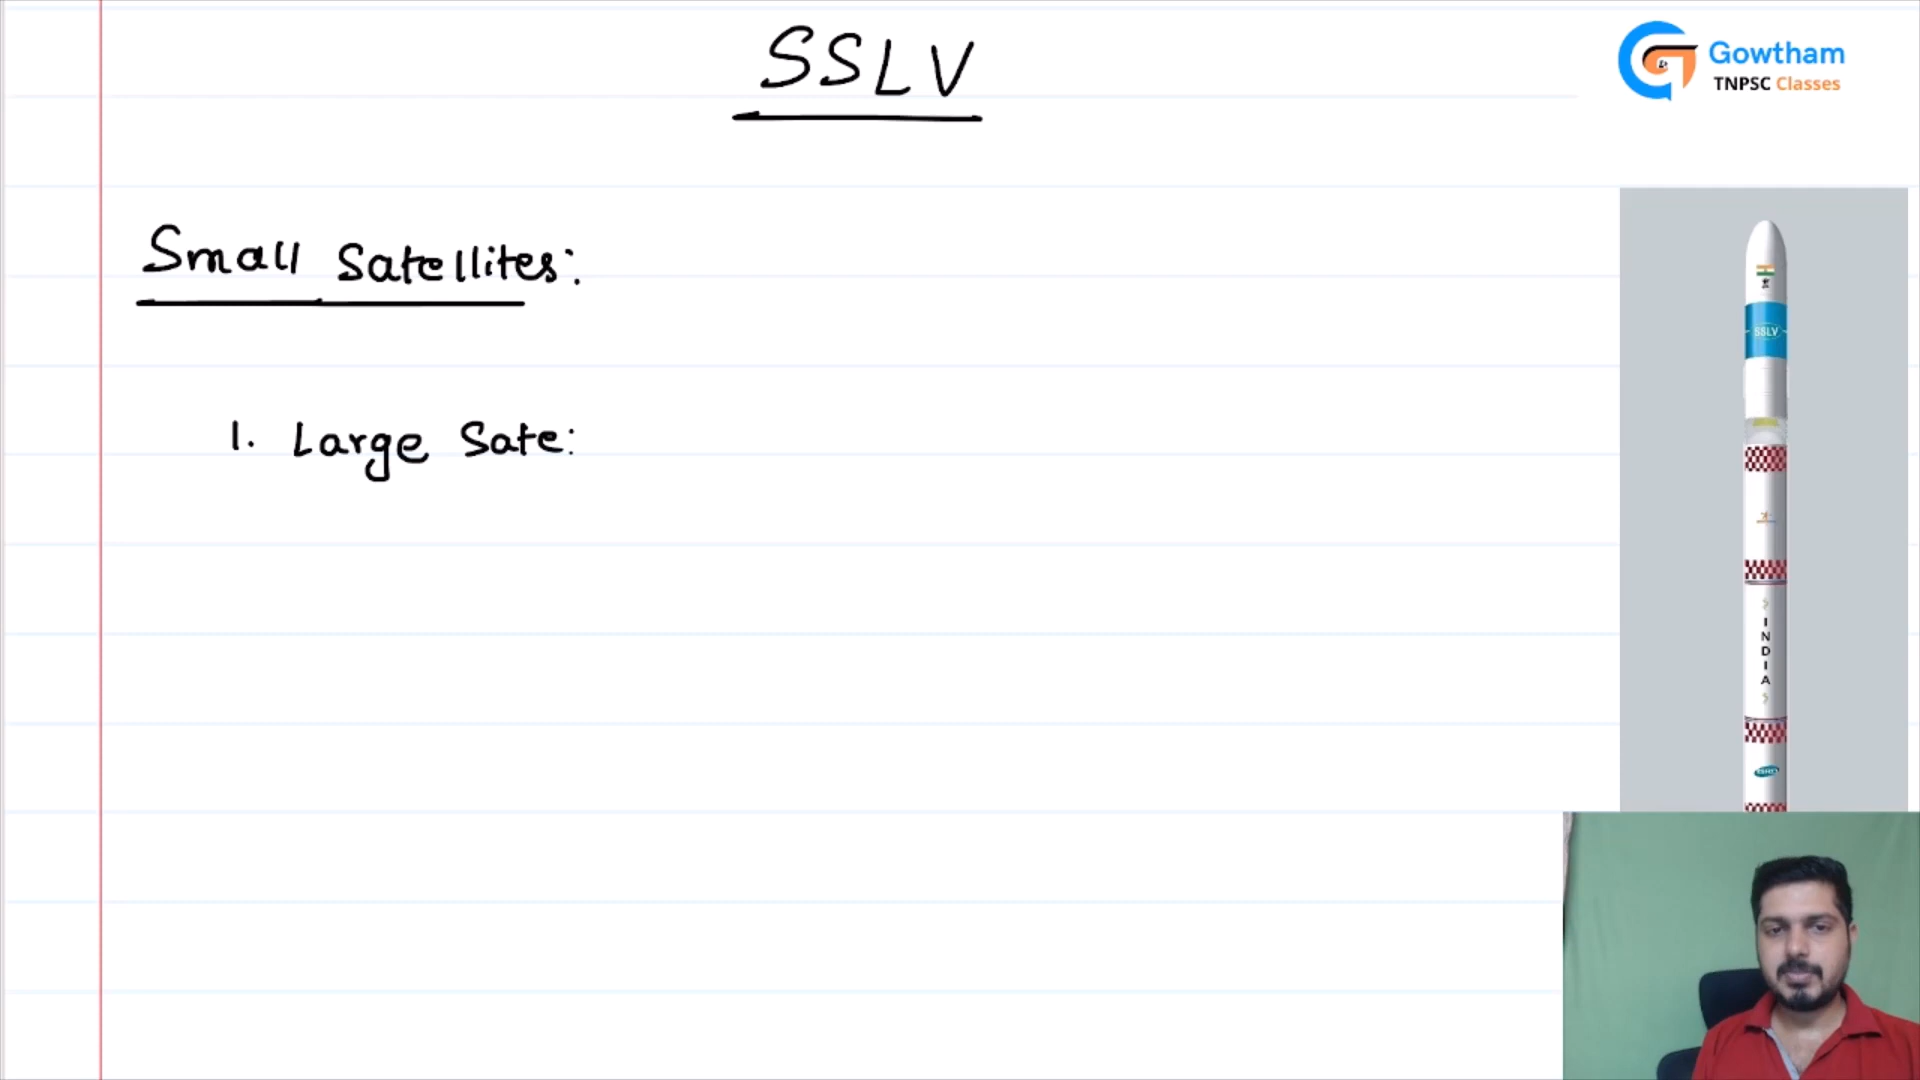 SSLV
Gowtham
TNPSC Classes
Small Satellites:
1. Large Sate:
SSLV
INDIA